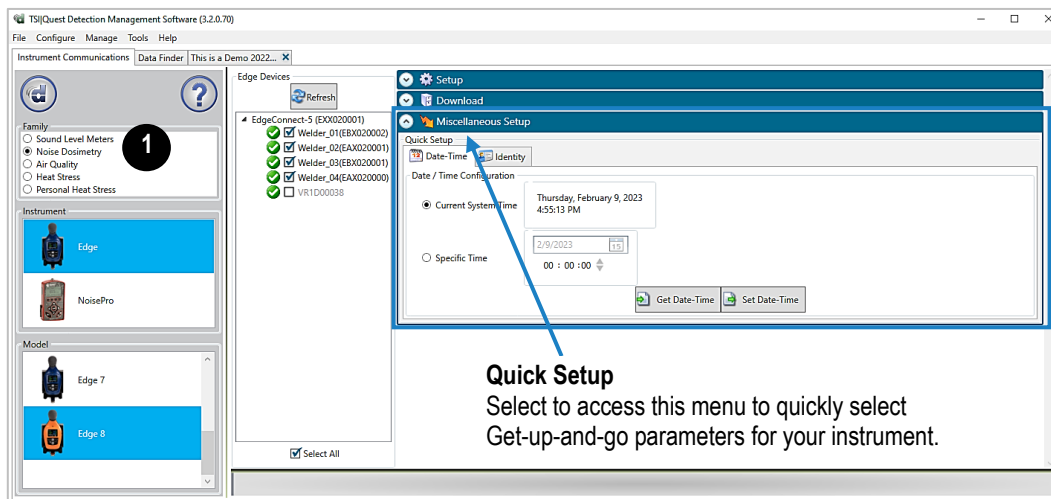 TSI|Quest Detection Management Software (3.2.0.70)
File Configure Manage Tools Help
Instrument Communications Data Finder This is a Demo 2022...
Family
Sound Level Meters
Noise Dosimetry
Air Quality
Heat Stress
Personal Heat Stress
1
Instrument
Edge
NoisePro
Model
Edge 7
Edge 8
Edge Devices
Refresh
EdgeConnect-5 (EXX020001)
Welder_01(EBX020002)
Welder_02(EAX020001)
Welder_03(EBX020001)
Welder_04(EAX020000)
VR1D00038
Select All
Setup
Download
Miscellaneous Setup
Quick Setup
Date-Time Identity
Date / Time Configuration
Current System Time
Thursday, February 9, 2023
4:55:13 PM
Specific Time
2/9/2023 15
00 : 00 :00
Get Date-Time Set Date-Time
Quick Setup
Select to access this menu to quickly select
Get-up-and-go parameters for your instrument.